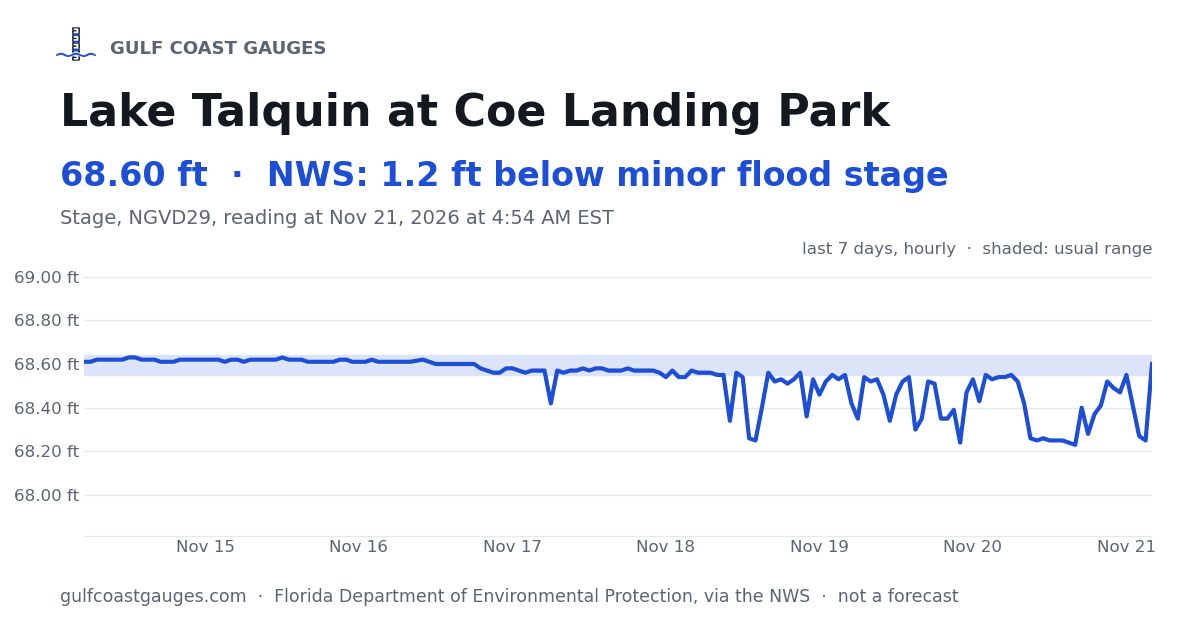 GULF COAST GAUGES
Lake Talquin at Coe Landing Park
68.60 ft · NWS: 1.2 ft below minor flood stage
Stage, NGVD29, reading at Nov 21, 2026 at 4:54 AM EST
last 7 days, hourly · shaded: usual range
69.00 ft
68.80 ft
68.60 ft
68.40 ft
68.20 ft
68.00 ft
Nov 15 Nov 16 Nov 17 Nov 18 Nov 19 Nov 20 Nov 21
gulfcoastgauges.com · Florida Department of Environmental Protection, via the NWS · not a forecast